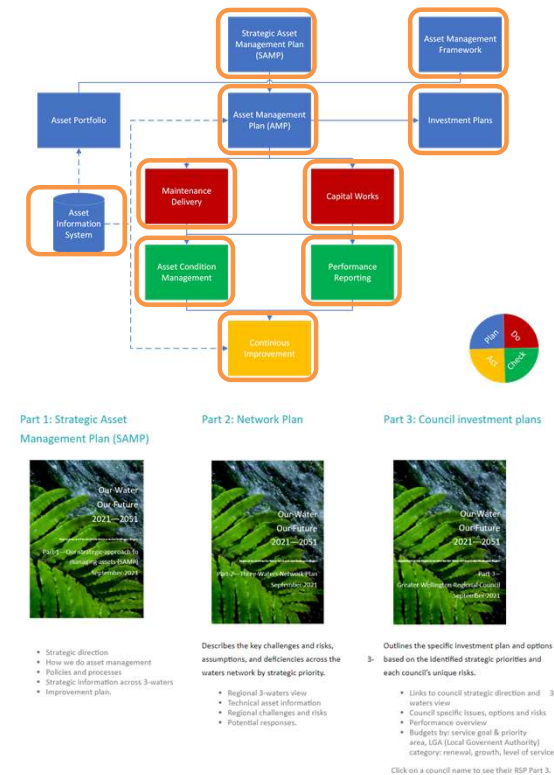 Strategic Asset
Management Plan
(SAMP)
Asset Management
Framework
Asset Portfolio
Asset Management
Plan (AMP)
Investment Plans
Maintenance
Delivery
Capital Works
Asset
Information
System
Asset Condition
Management
Performance
Reporting
Continious
Improvement
Plan
Do
Act
Check
Part 1: Strategic Asset
Management Plan (SAMP)
Part 2: Network Plan
Part 3: Council investment plans
Our Water
Our Future
2021—2051
Part 1—Our strategic approach to
managing assets (SAMP)
September 2021
Our Water
Our Future
2021—2051
Part 2—Three Waters Network Plan
September 2021
Our Water
Our Future
2021—2051
Part 3—
Greater Wellington Regional Council
September 2021
• Strategic direction
• How we do asset management
• Policies and processes
• Strategic information across 3-waters
• Improvement plan.
Describes the key challenges and risks,
assumptions, and deficiencies across the
waters network by strategic priority.
• Regional 3-waters view
• Technical asset information
• Regional challenges and risks
• Potential responses.
Outlines the specific investment plan and options
3- based on the identified strategic priorities and
each council's unique risks.
• Links to council strategic direction and 3
waters view
• Council specific issues, options and risks
• Performance overview
• Budgets by: service goal & priority
area, LGA (Local Government Authority)
category: renewal, growth, level of service
Click on a council name to see their RSP Part 3.